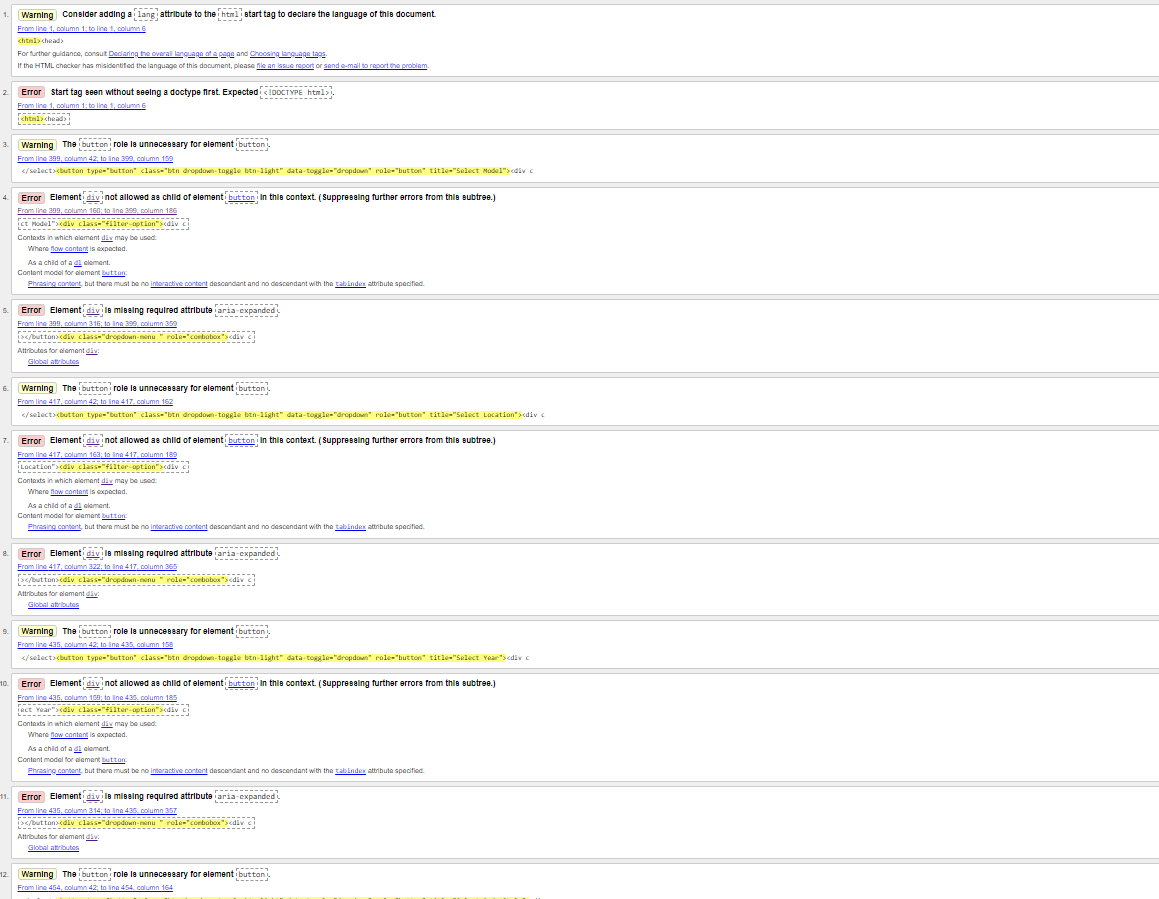 1. Warning Consider adding a lang attribute to the html start tag to declare the language of this document.
From line 1, column 1; to line 1, column 6
<html><head>
For further guidance, consult Declaring the overall language of a page and Choosing language tags.
If the HTML checker has misidentified the language of this document, please file an issue report or send e-mail to report the problem.
2. Error Start tag seen without seeing a doctype first. Expected <!DOCTYPE html>.
From line 1, column 1; to line 1, column 6
<html><head>
3. Warning The button role is unnecessary for element button.
From line 399, column 42; to line 399, column 159
</select><button type="button" class="btn dropdown-toggle btn-light" data-toggle="dropdown" role="button" title="Select Model"><div c
4. Error Element div not allowed as child of element button in this context. (Suppressing further errors from this subtree.)
From line 399, column 160; to line 399, column 186
ct Model"><div class="filter-option"><div c
Contexts in which element div may be used:
Where flow content is expected.
As a child of a dl element.
Content model for element button:
Phrasing content, but there must be no interactive content descendant and no descendant with the tabindex attribute specified.
5. Error Element div is missing required attribute aria-expanded.
From line 399, column 316; to line 399, column 359
></button><div class="dropdown-menu " role="combobox"><div c
Attributes for element div:
Global attributes
6. Warning The button role is unnecessary for element button.
From line 417, column 42; to line 417, column 162
</select><button type="button" class="btn dropdown-toggle btn-light" data-toggle="dropdown" role="button" title="Select Location"><div c
7. Error Element div not allowed as child of element button in this context. (Suppressing further errors from this subtree.)
From line 417, column 163; to line 417, column 189
Location"><div class="filter-option"><div c
Contexts in which element div may be used:
Where flow content is expected.
As a child of a dl element.
Content model for element button:
Phrasing content, but there must be no interactive content descendant and no descendant with the tabindex attribute specified.
8. Error Element div is missing required attribute aria-expanded.
From line 417, column 322; to line 417, column 365
></button><div class="dropdown-menu " role="combobox"><div c
Attributes for element div:
Global attributes
9. Warning The button role is unnecessary for element button.
From line 435, column 42; to line 435, column 158
</select><button type="button" class="btn dropdown-toggle btn-light" data-toggle="dropdown" role="button" title="Select Year"><div c
10. Error Element div not allowed as child of element button in this context. (Suppressing further errors from this subtree.)
From line 435, column 159; to line 435, column 185
ect Year"><div class="filter-option"><div c
Contexts in which element div may be used:
Where flow content is expected.
As a child of a dl element.
Content model for element button:
Phrasing content, but there must be no interactive content descendant and no descendant with the tabindex attribute specified.
11. Error Element div is missing required attribute aria-expanded.
From line 435, column 314; to line 435, column 357
></button><div class="dropdown-menu " role="combobox"><div c
Attributes for element div:
Global attributes
12. Warning The button role is unnecessary for element button.
From line 454, column 42; to line 454, column 164